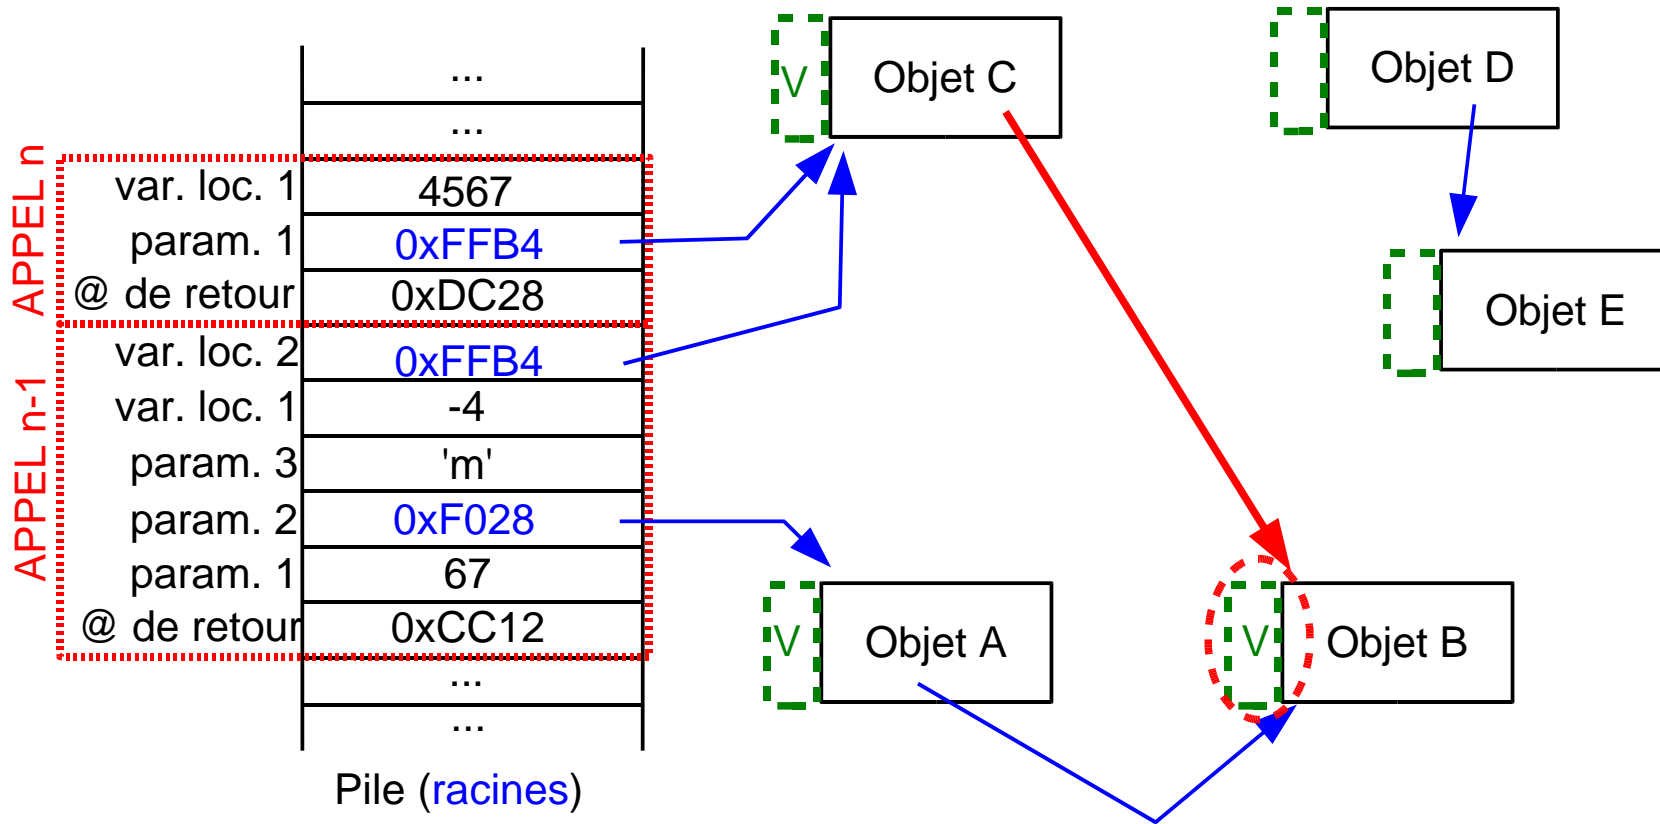 ...
...
APPEL n
var. loc. 1 4567
param. 1 0xFFB4
@ de retour 0xDC28
APPEL n-1
var. loc. 2 0xFFB4
var. loc. 1 -4
param. 3 'm'
param. 2 0xF028
param. 1 67
@ de retour 0xCC12
...
...
Pile (racines)
V Objet C
Objet D
Objet E
V Objet A
V Objet B